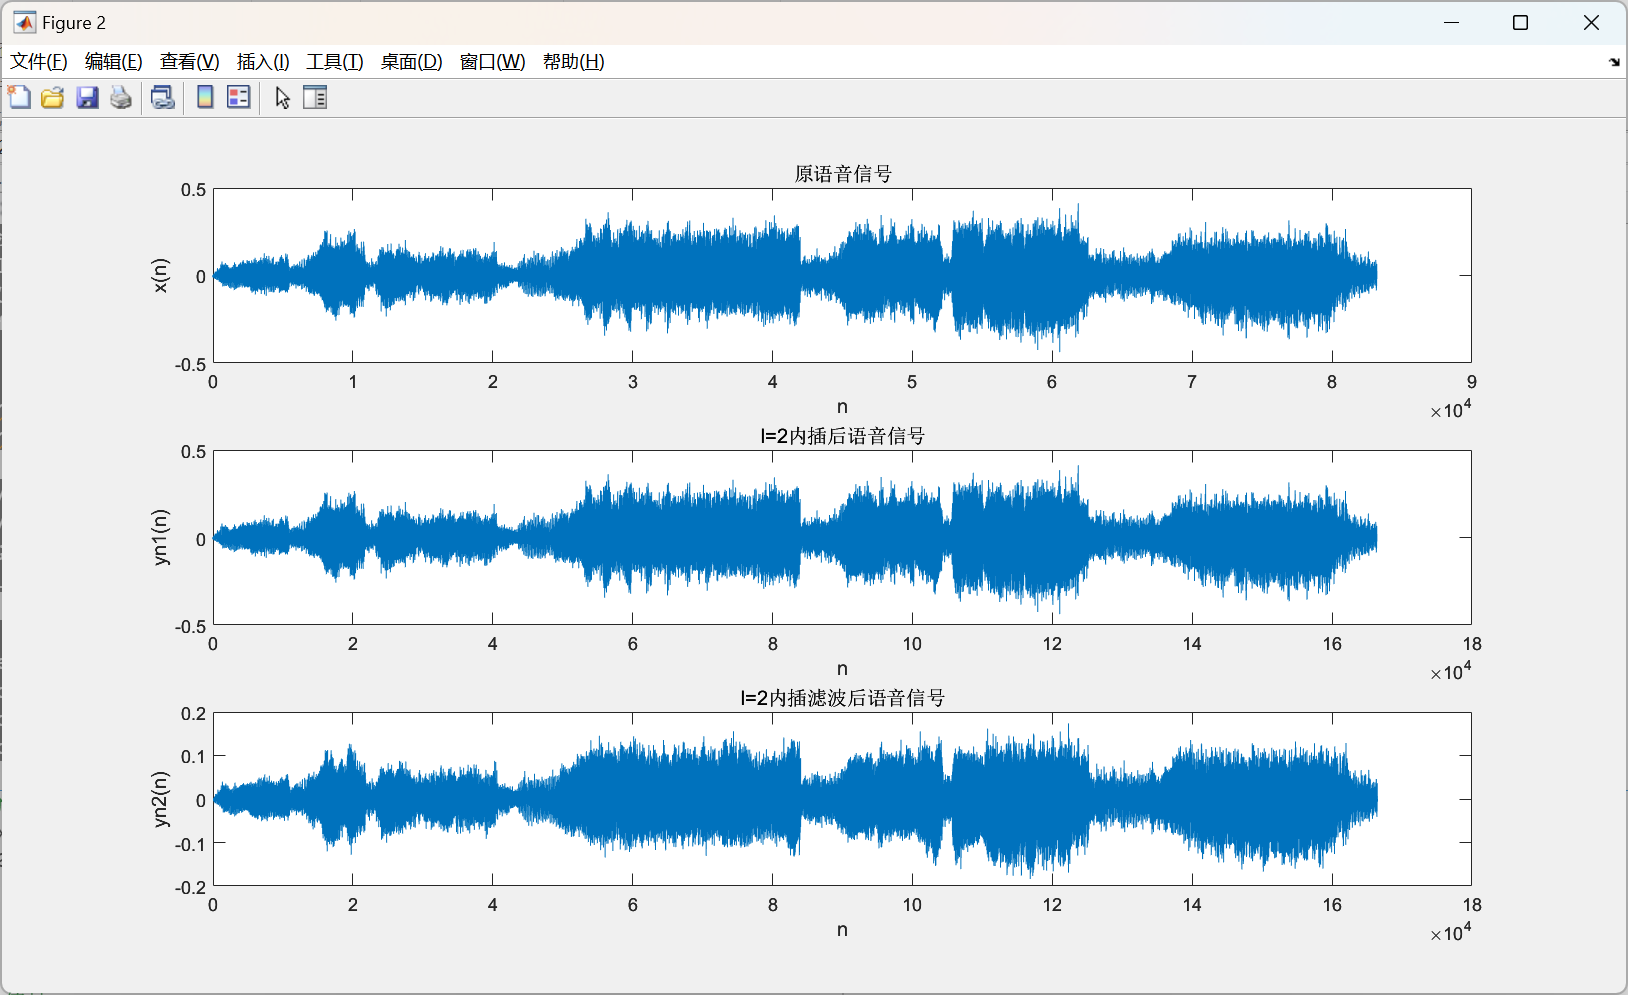 Figure 2
文件(F) 编辑(E) 查看(V) 插入(I) 工具(T) 桌面(D) 窗口(W) 帮助(H)
原语音信号
0.5
0
-0.5
x(n)
0 1 2 3 4 5 6 7 8 9
n
×10^4
I=2内插后语音信号
0.5
0
-0.5
yn1(n)
0 2 4 6 8 10 12 14 16 18
n
×10^4
I=2内插滤波后语音信号
0.2
0.1
0
-0.1
-0.2
yn2(n)
0 2 4 6 8 10 12 14 16 18
n
×10^4